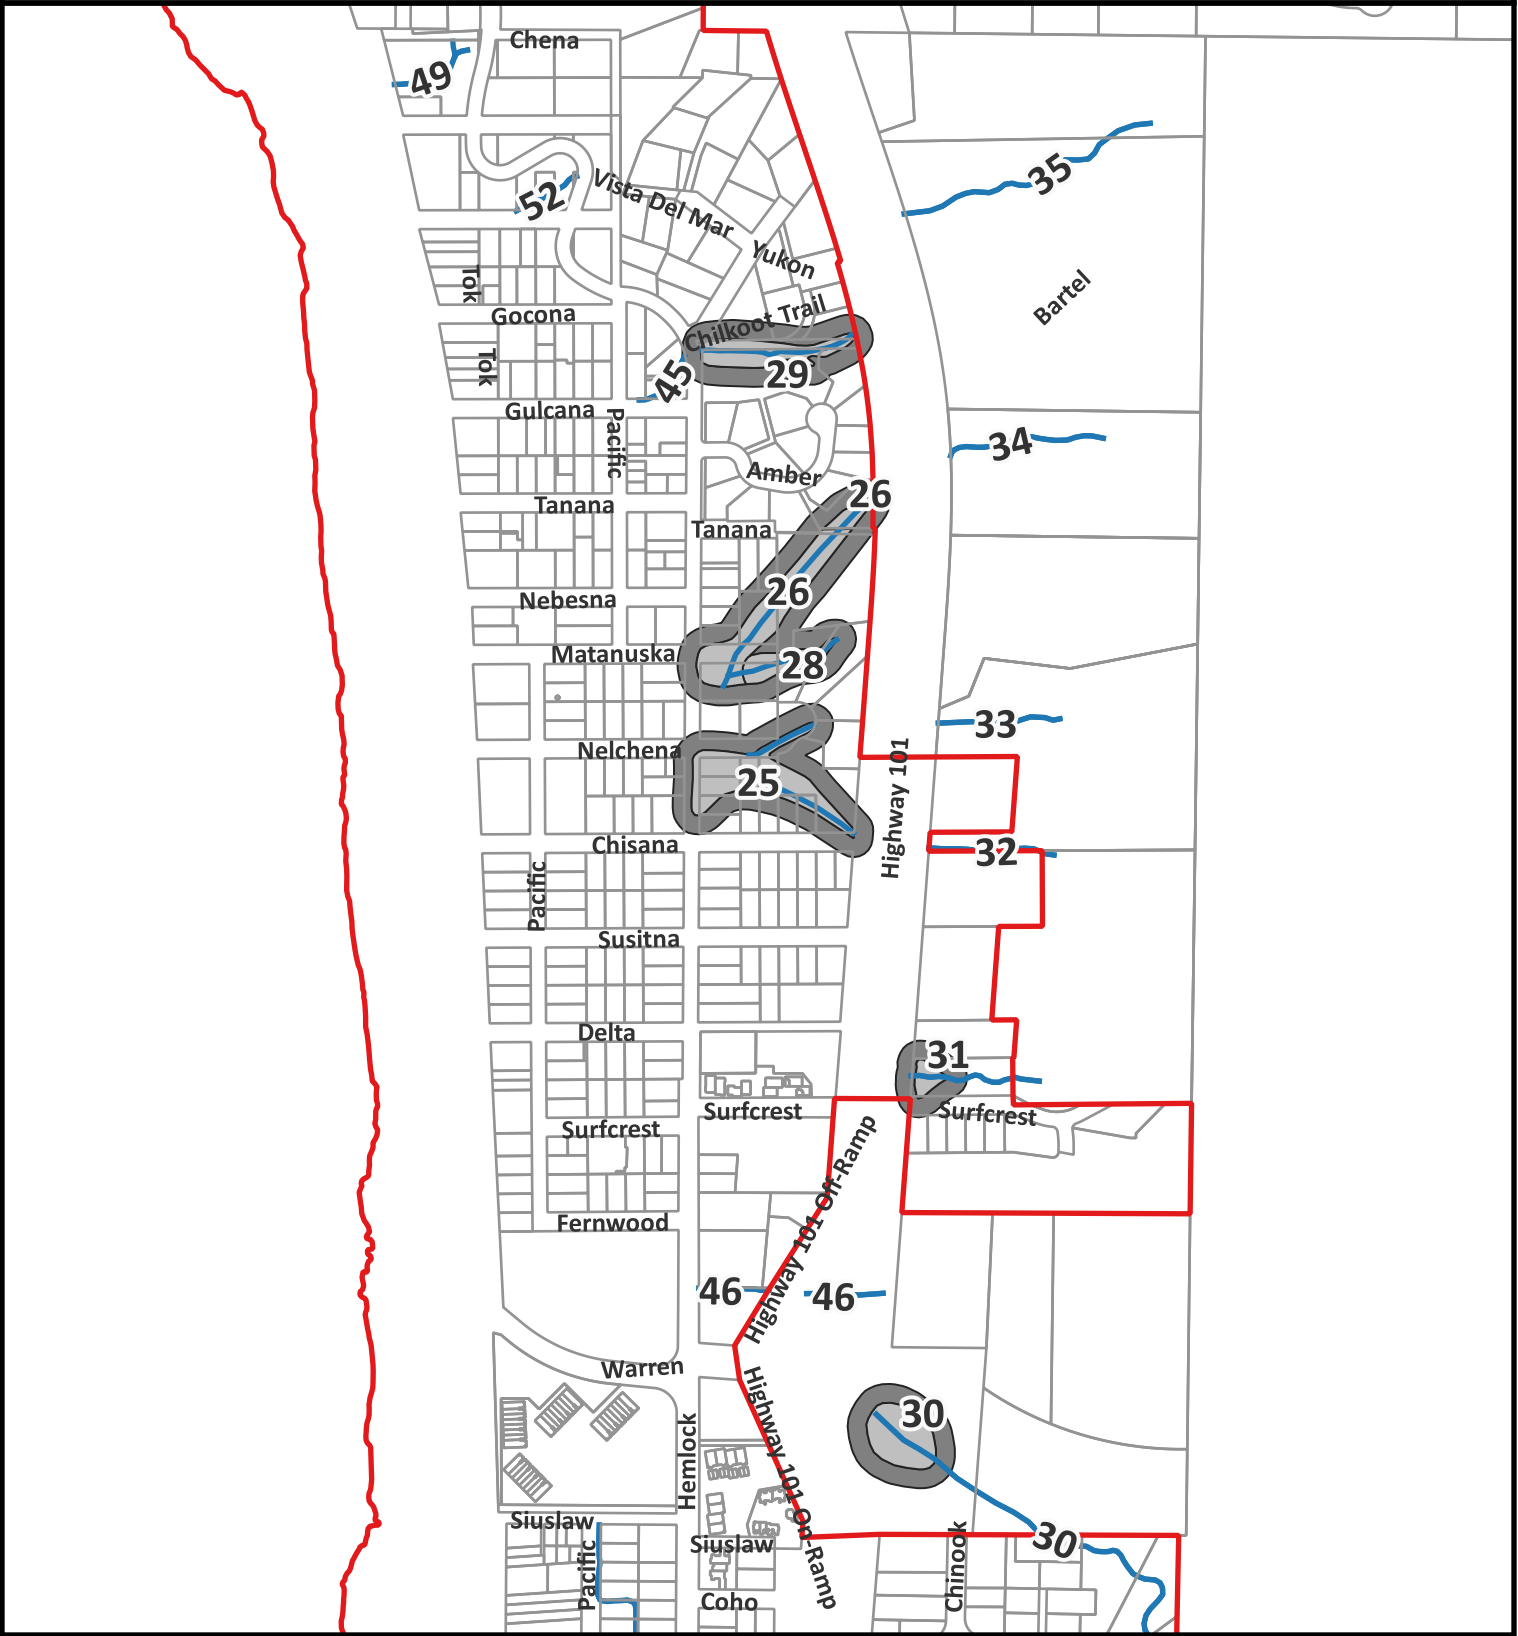 Chena
49
35
52
Vista Del Mar
Yukon
Tok
Bartel
Gocona
Chilkoot Trail
Tok
45
29
Gulcana
Pacific
34
Amber
26
Tanana
Tanana
26
Nebesna
Matanuska
28
33
Nelchena
Highway 101
25
Chisana
32
Pacific
Susitna
Delta
31
Surfcrest
Surfcrest
Surfcrest
Highway 101 Off-Ramp
Fernwood
46
46
Warren
Highway 101 On-Ramp
30
Hemlock
Siuslaw
Siuslaw
30
Pacific
Chinook
Coho